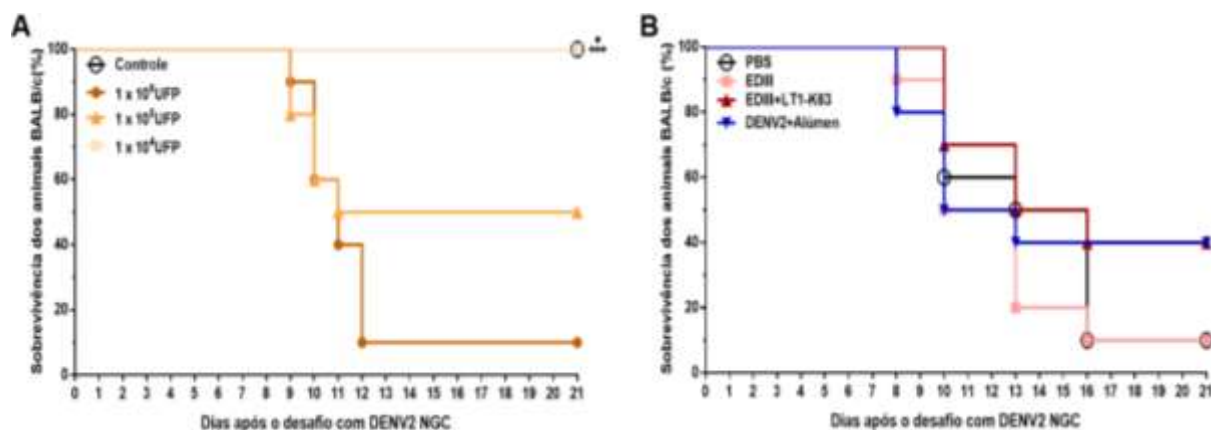 A
Sobrevivência dos animais BALB/c(%)
100
80
60
40
20
0
Controle
1 x 10⁶UFP
1 x 10⁵UFP
1 x 10⁴UFP
*
***
0 1 2 3 4 5 6 7 8 9 10 11 12 13 14 15 16 17 18 19 20 21
Dias após o desafio com DENV2 NGC
B
Sobrevivência dos animais BALB/c (%)
100
80
60
40
20
0
PBS
EDIII
EDIII+LT1-K63
DENV2+Alúmen
0 1 2 3 4 5 6 7 8 9 10 11 12 13 14 15 16 17 18 19 20 21
Dias após o desafio com DENV2 NGC